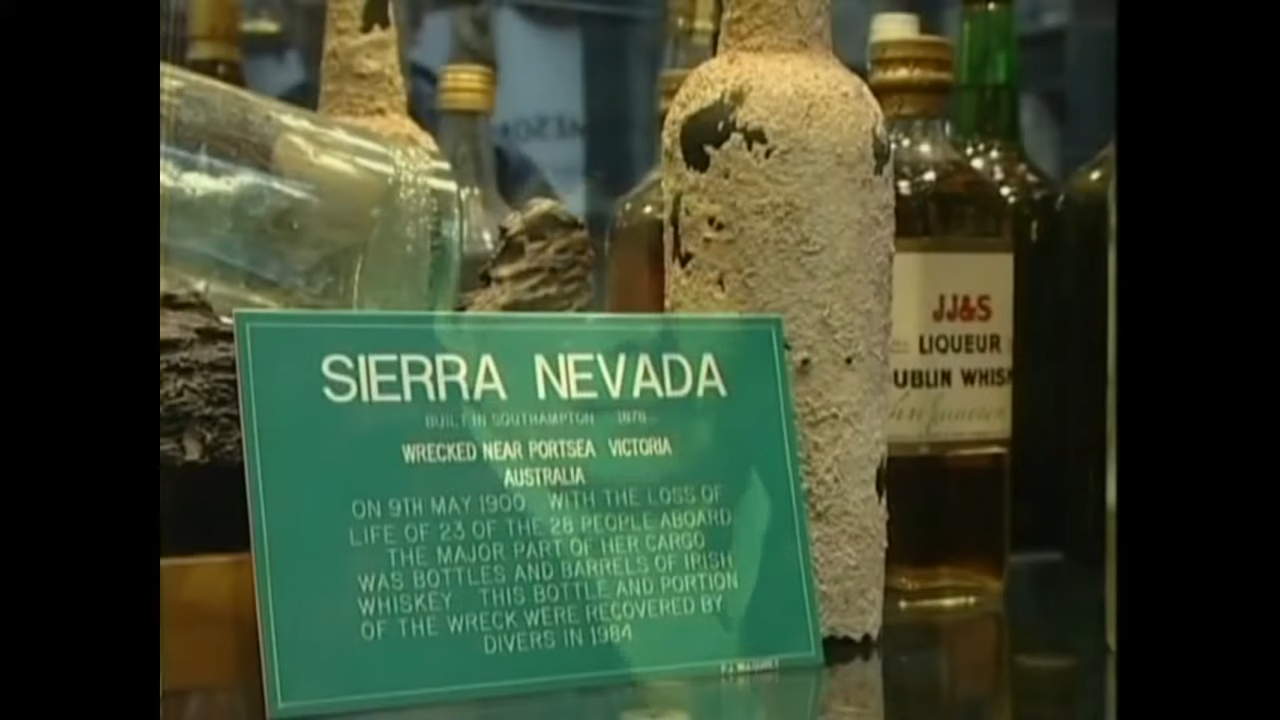 SIERRA NEVADA
BUILT IN SOUTHAMPTON 1876
WRECKED NEAR PORTSEA VICTORIA
AUSTRALIA
ON 9TH MAY 1900 WITH THE LOSS OF
LIFE OF 23 OF THE 28 PEOPLE ABOARD
THE MAJOR PART OF HER CARGO
WAS BOTTLES AND BARRELS OF IRISH
WHISKEY THIS BOTTLE AND PORTION
OF THE WRECK WERE RECOVERED BY
DIVERS IN 1984
JJ&S
LIQUEUR
UBLIN WHIS